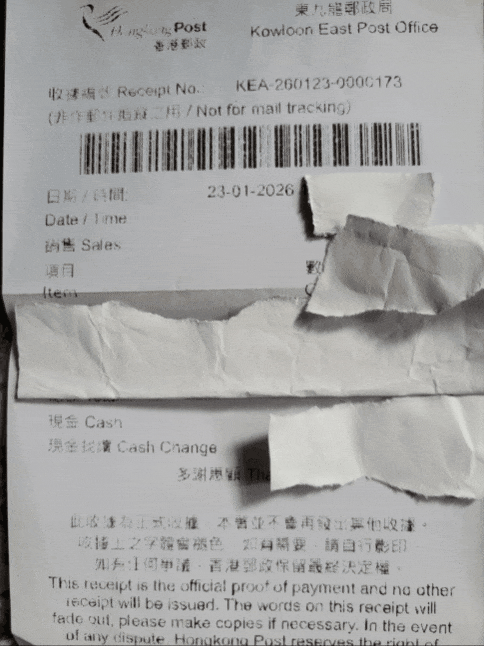 Hongkong Post
香港郵政
東九龍郵政局
Kowloon East Post Office
收據編號 Receipt No.: KEA-260123-0000173
(非作郵件追蹤之用 / Not for mail tracking)
日期 / 時間: 23-01-2026
Date / Time
銷售 Sales
項目 數
Item
現金 Cash
現金找續 Cash Change
多謝惠顧
此收據為正式收據,本署並不會再發出其他收據。
收據上之字體會褪色,如有需要,請自行影印。
如有任何爭議,香港郵政保留最終決定權。
This receipt is the official proof of payment and no other
receipt will be issued. The words on this receipt will
fade out, please make copies if necessary. In the event
of any dispute, Hongkong Post reserves the right of